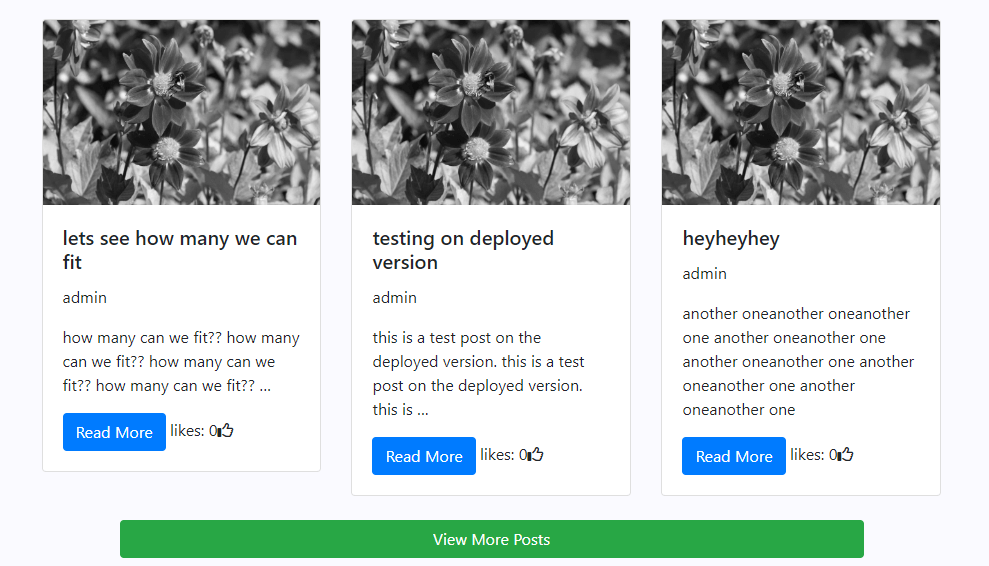 lets see how many we can
fit
admin
how many can we fit?? how many
can we fit?? how many can we
fit?? how many can we fit?? ...
Read More likes: 0
testing on deployed
version
admin
this is a test post on the
deployed version. this is a test
post on the deployed version.
this is ...
Read More likes: 0
heyheyhey
admin
another oneanother oneanother
one another oneanother one
another oneanother one another
oneanother one another
oneanother one
Read More likes: 0
View More Posts